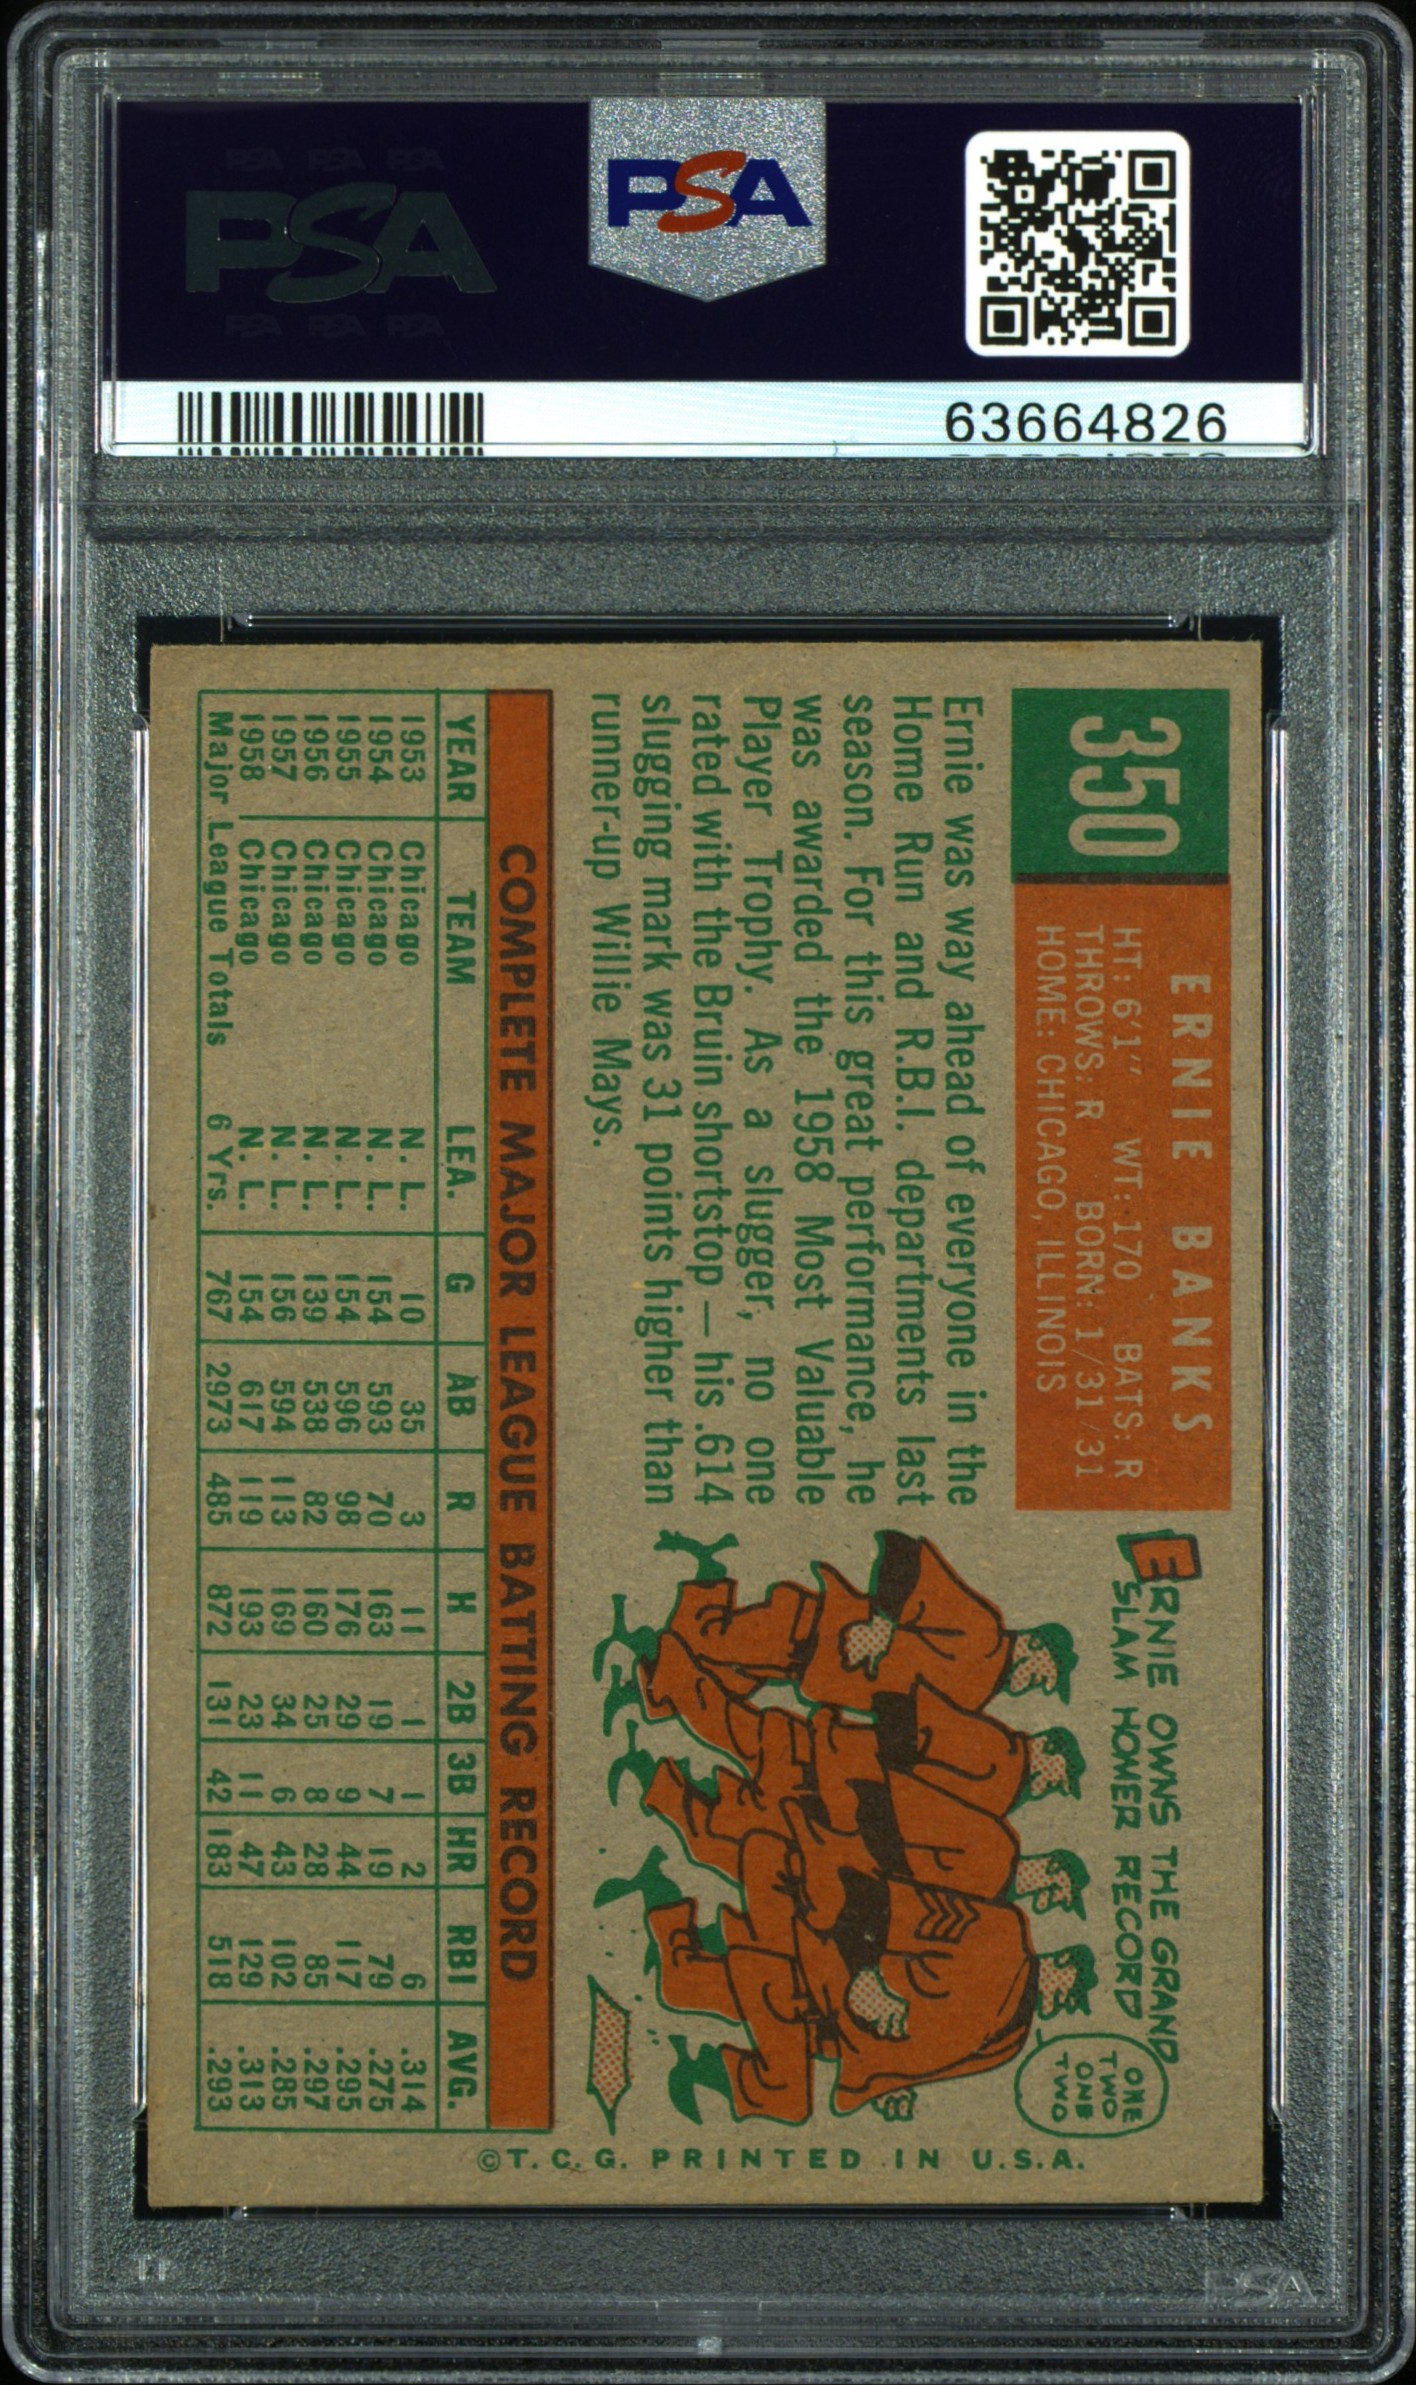 PSA PSA PSA
PSA
PSA PSA PSA
PSA
63664826
350
ERNIE BANKS
HT: 6'1" WT: 170 BATS: R
THROWS: R BORN: 1/31/31
HOME: CHICAGO, ILLINOIS
Ernie was way ahead of everyone in the
Home Run and R.B.I. departments last
season. For this great performance, he
was awarded the 1958 Most Valuable
Player Trophy. As a slugger, no one
rated with the Bruin shortstop — his .614
slugging mark was 31 points higher than
runner-up Willie Mays.
ERNIE OWNS THE GRAND
SLAM HOMER RECORD
ONE
TWO
ONE
TWO
COMPLETE MAJOR LEAGUE BATTING RECORD
YEAR TEAM LEA. G AB R H 2B 3B HR RBI AVG.
1953 Chicago N. L. 10 35 3 11 1 1 2 6 .314
1954 Chicago N. L. 154 593 70 163 19 7 19 79 .275
1955 Chicago N. L. 154 596 98 176 29 9 44 117 .295
1956 Chicago N. L. 139 538 82 160 25 8 28 85 .297
1957 Chicago N. L. 156 594 113 169 34 6 43 102 .285
1958 Chicago N. L. 154 617 119 193 23 11 47 129 .313
Major League Totals 6 Yrs. 767 2973 485 872 131 42 183 518 .293
©T. C. G. PRINTED IN U.S.A.
PSA